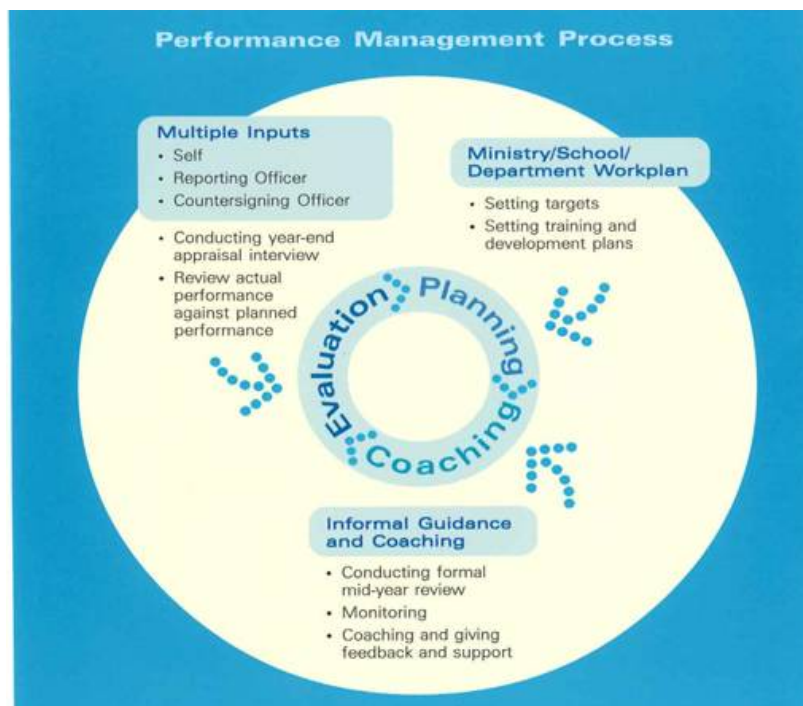 Performance Management Process
Multiple Inputs
• Self
• Reporting Officer
• Countersigning Officer
• Conducting year-end
appraisal interview
• Review actual
performance
against planned
performance
Ministry/School/
Department Workplan
• Setting targets
• Setting training and
development plans
Evaluation
Planning
Coaching
Informal Guidance
and Coaching
• Conducting formal
mid-year review
• Monitoring
• Coaching and giving
feedback and support